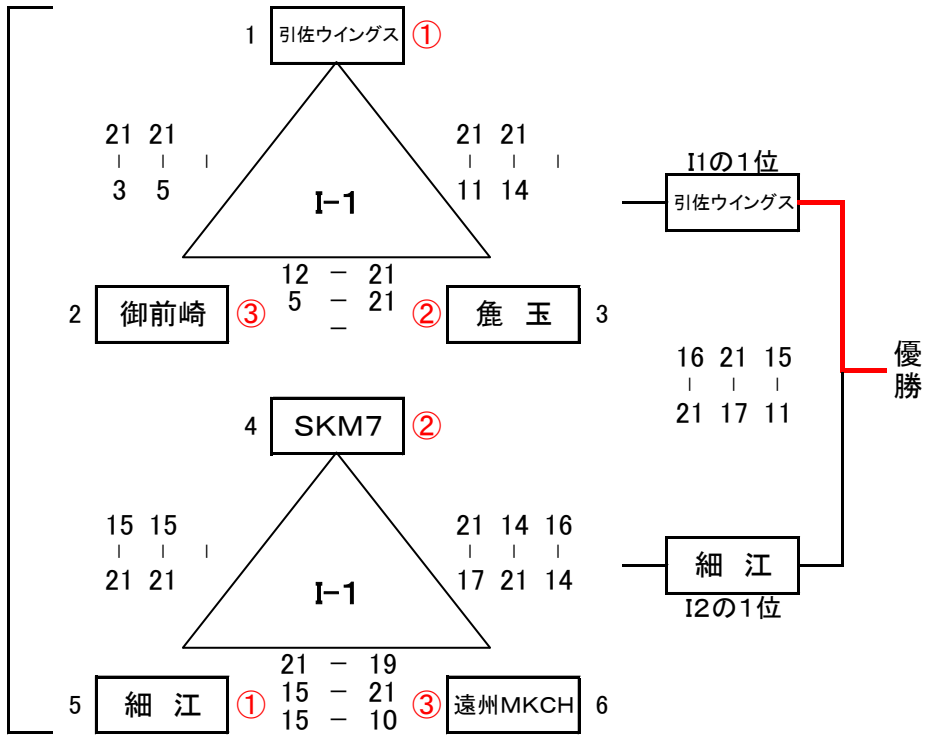 1 引佐ウイングス ①
21 21
| | |
3 5
21 21
| | |
11 14
I-1
12 - 21
5 - 21
-
2 御前崎 ③
② 麁 玉 3
4 SKM7 ②
15 15
| | |
21 21
21 14 16
| | |
17 21 14
I-1
21 - 19
15 - 21
15 - 10
5 細 江 ①
③ 遠州MKCH 6
I1の1位
引佐ウイングス
16 21 15
| | |
21 17 11
優勝
細 江
I2の1位